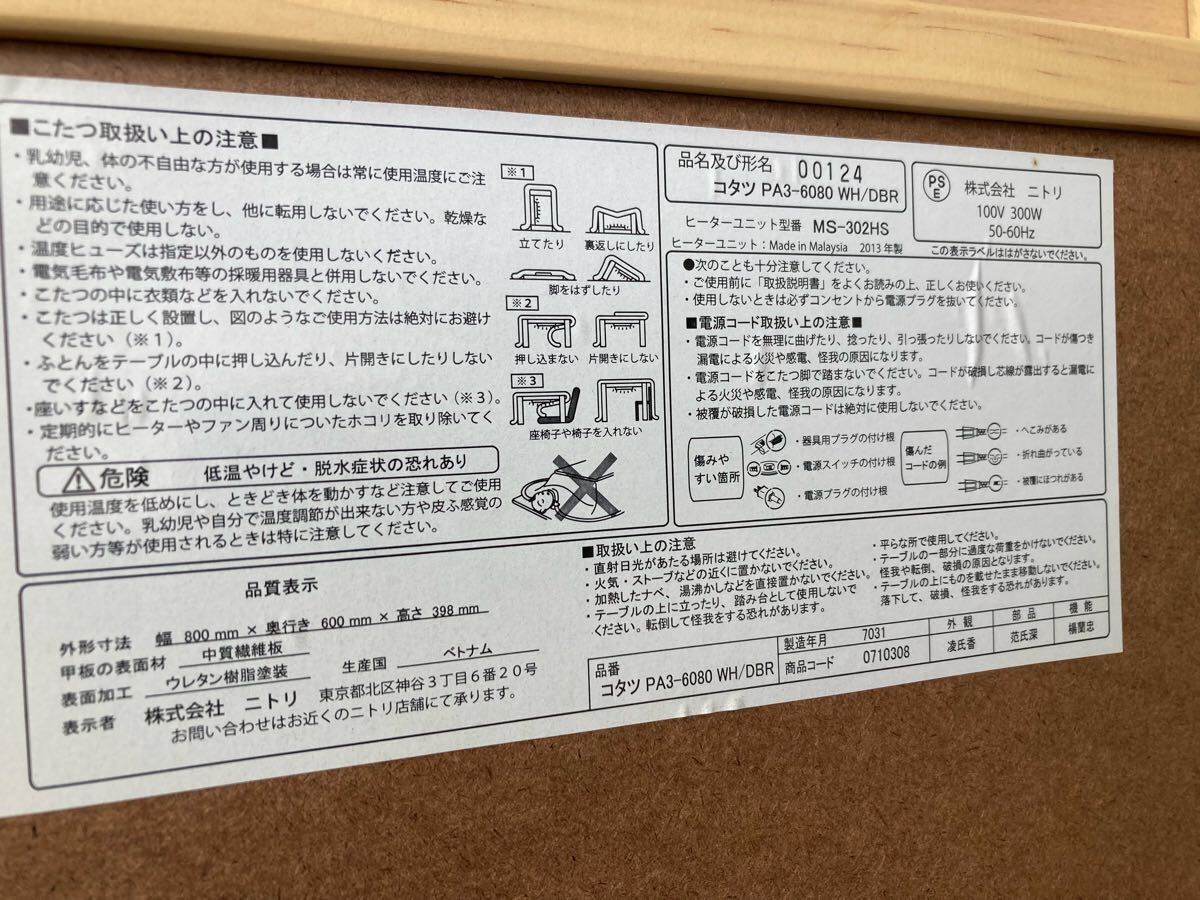 ■こたつ取扱い上の注意■
・乳幼児、体の不自由な方が使用する場合は常に使用温度にご注
意ください。
・用途に応じた使い方をし、他に転用しないでください。乾燥な
どの目的で使用しない。
・温度ヒューズは指定以外のものを使用しないください。
・電気毛布や電気敷布等の採暖用器具と併用しないでください。
・こたつの中に衣類などを入れないでください。
・こたつは正しく設置し、図のようなご使用方法は絶対にお避け
ください（※１）。
・ふとんをテーブルの中に押し込んだり、片開きにしたりしない
でください（※２）。
・座いすなどをこたつの中に入れて使用しないでください（※３）。
・定期的にヒーターやファン周りについたホコリを取り除いてく
ださい。
※1
立てたり
裏返しにしたり
脚をはずしたり
※2
押し込まない
片開きにしない
※3
座椅子や椅子を入れない
危険 低温やけど・脱水症状の恐れあり
使用温度を低めにし、ときどき体を動かすなど注意してご使用
ください。乳幼児や自分で温度調節が出来ない方や皮ふ感覚の
弱い方等が使用されるときは特に注意してください。
品名及び形名 00124
コタツ PA3-6080 WH/DBR
PS
E
株式会社 ニトリ
100V 300W
50-60Hz
ヒーターユニット型番 MS-302HS
ヒーターユニット：Made in Malaysia 2013 年製
この表示ラベルははがさないでください。
●次のことも十分注意してください。
・ご使用前に「取扱説明書」をよくお読みの上、正しくお使いください。
・使用しないときは必ずコンセントから電源プラグを抜いてください。
■電源コード取扱い上の注意■
・電源コードを無理に曲げたり、捻ったり、引っ張ったりしないでください。コードが傷つき
漏電による火災や感電、怪我の原因になります。
・電源コードをこたつ脚で踏まないでください。コードが破損し芯線が露出すると漏電に
よる火災や感電、怪我の原因になります。
・被覆が破損した電源コードは絶対に使用しないでください。
傷みや
すい箇所
・器具用プラグの付け根
・電源スイッチの付け根
・電源プラグの付け根
傷んだ
コードの例
・へこみがある
・折れ曲がっている
・被覆にほつれがある
■取扱い上の注意
・直射日光があたる場所は避けてください。
・火気・ストーブなどの近くに置かないでください。
・加熱したナベ、湯沸かしなどを直接置かないでください。
・テーブルの上に立ったり、踏み台として使用しないで
ください。転倒して怪我をする恐れがあります。
・平らな所で使用してください。
・テーブルの一部分に過度な荷重をかけないでください。
怪我や転倒、破損の原因となります。
・テーブルの上にものを載せたまま移動しないでください。
落下して、破損、怪我をする恐れがあります。
品質表示
外形寸法 幅 800 mm × 奥行き 600 mm × 高さ 398 mm
甲板の表面材 中質繊維板
表面加工 ウレタン樹脂塗装
生産国 ベトナム
表示者 株式会社 ニトリ 東京都北区神谷３丁目６番２０号
お問い合わせはお近くのニトリ店舗にて承ります。
品番
コタツ PA3-6080 WH/DBR
製造年月 7031
商品コード 0710308
外 観
凌氏香
部 品
范氏深
機 能
楊蘭忠